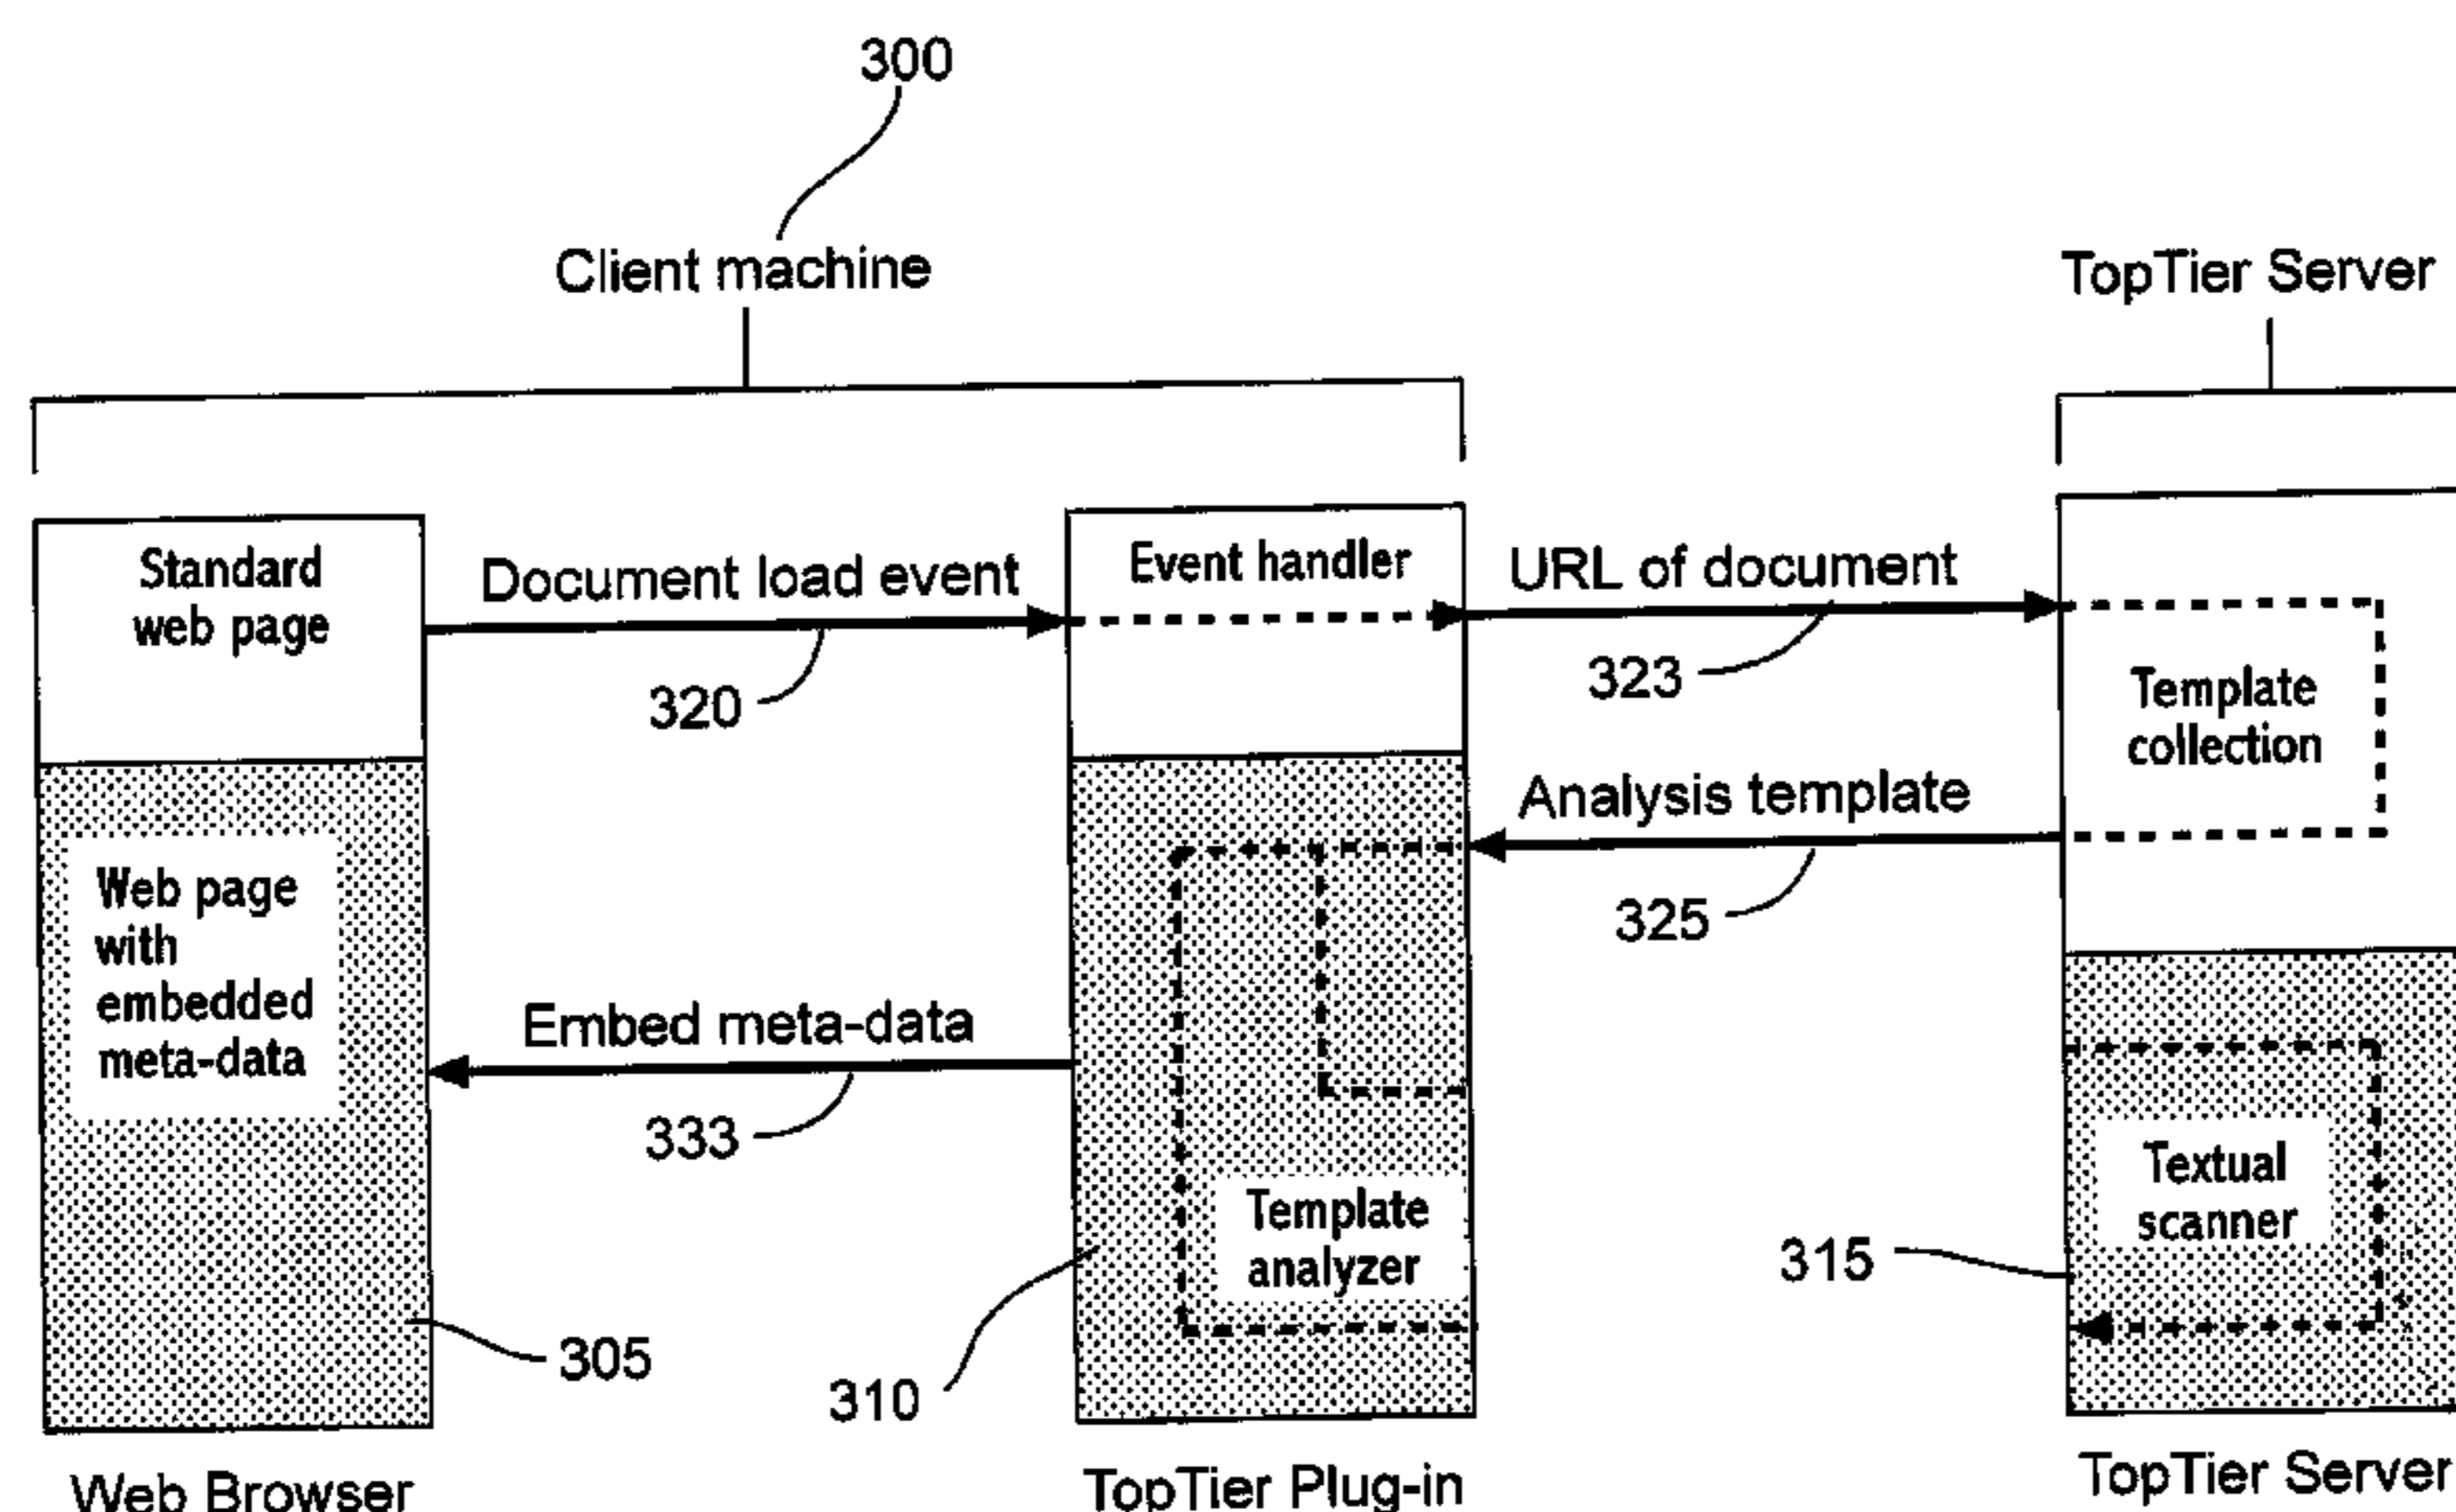 300
Client machine
TopTier Server
Standard
web page
Document load event
320
Event handler
URL of document
323
Template
collection
Analysis template
325
Web page
with
embedded
meta-data
Embed meta-data
333
Template
analyzer
Textual
scanner
315
305
310
Web Browser
TopTier Plug-in
TopTier Server